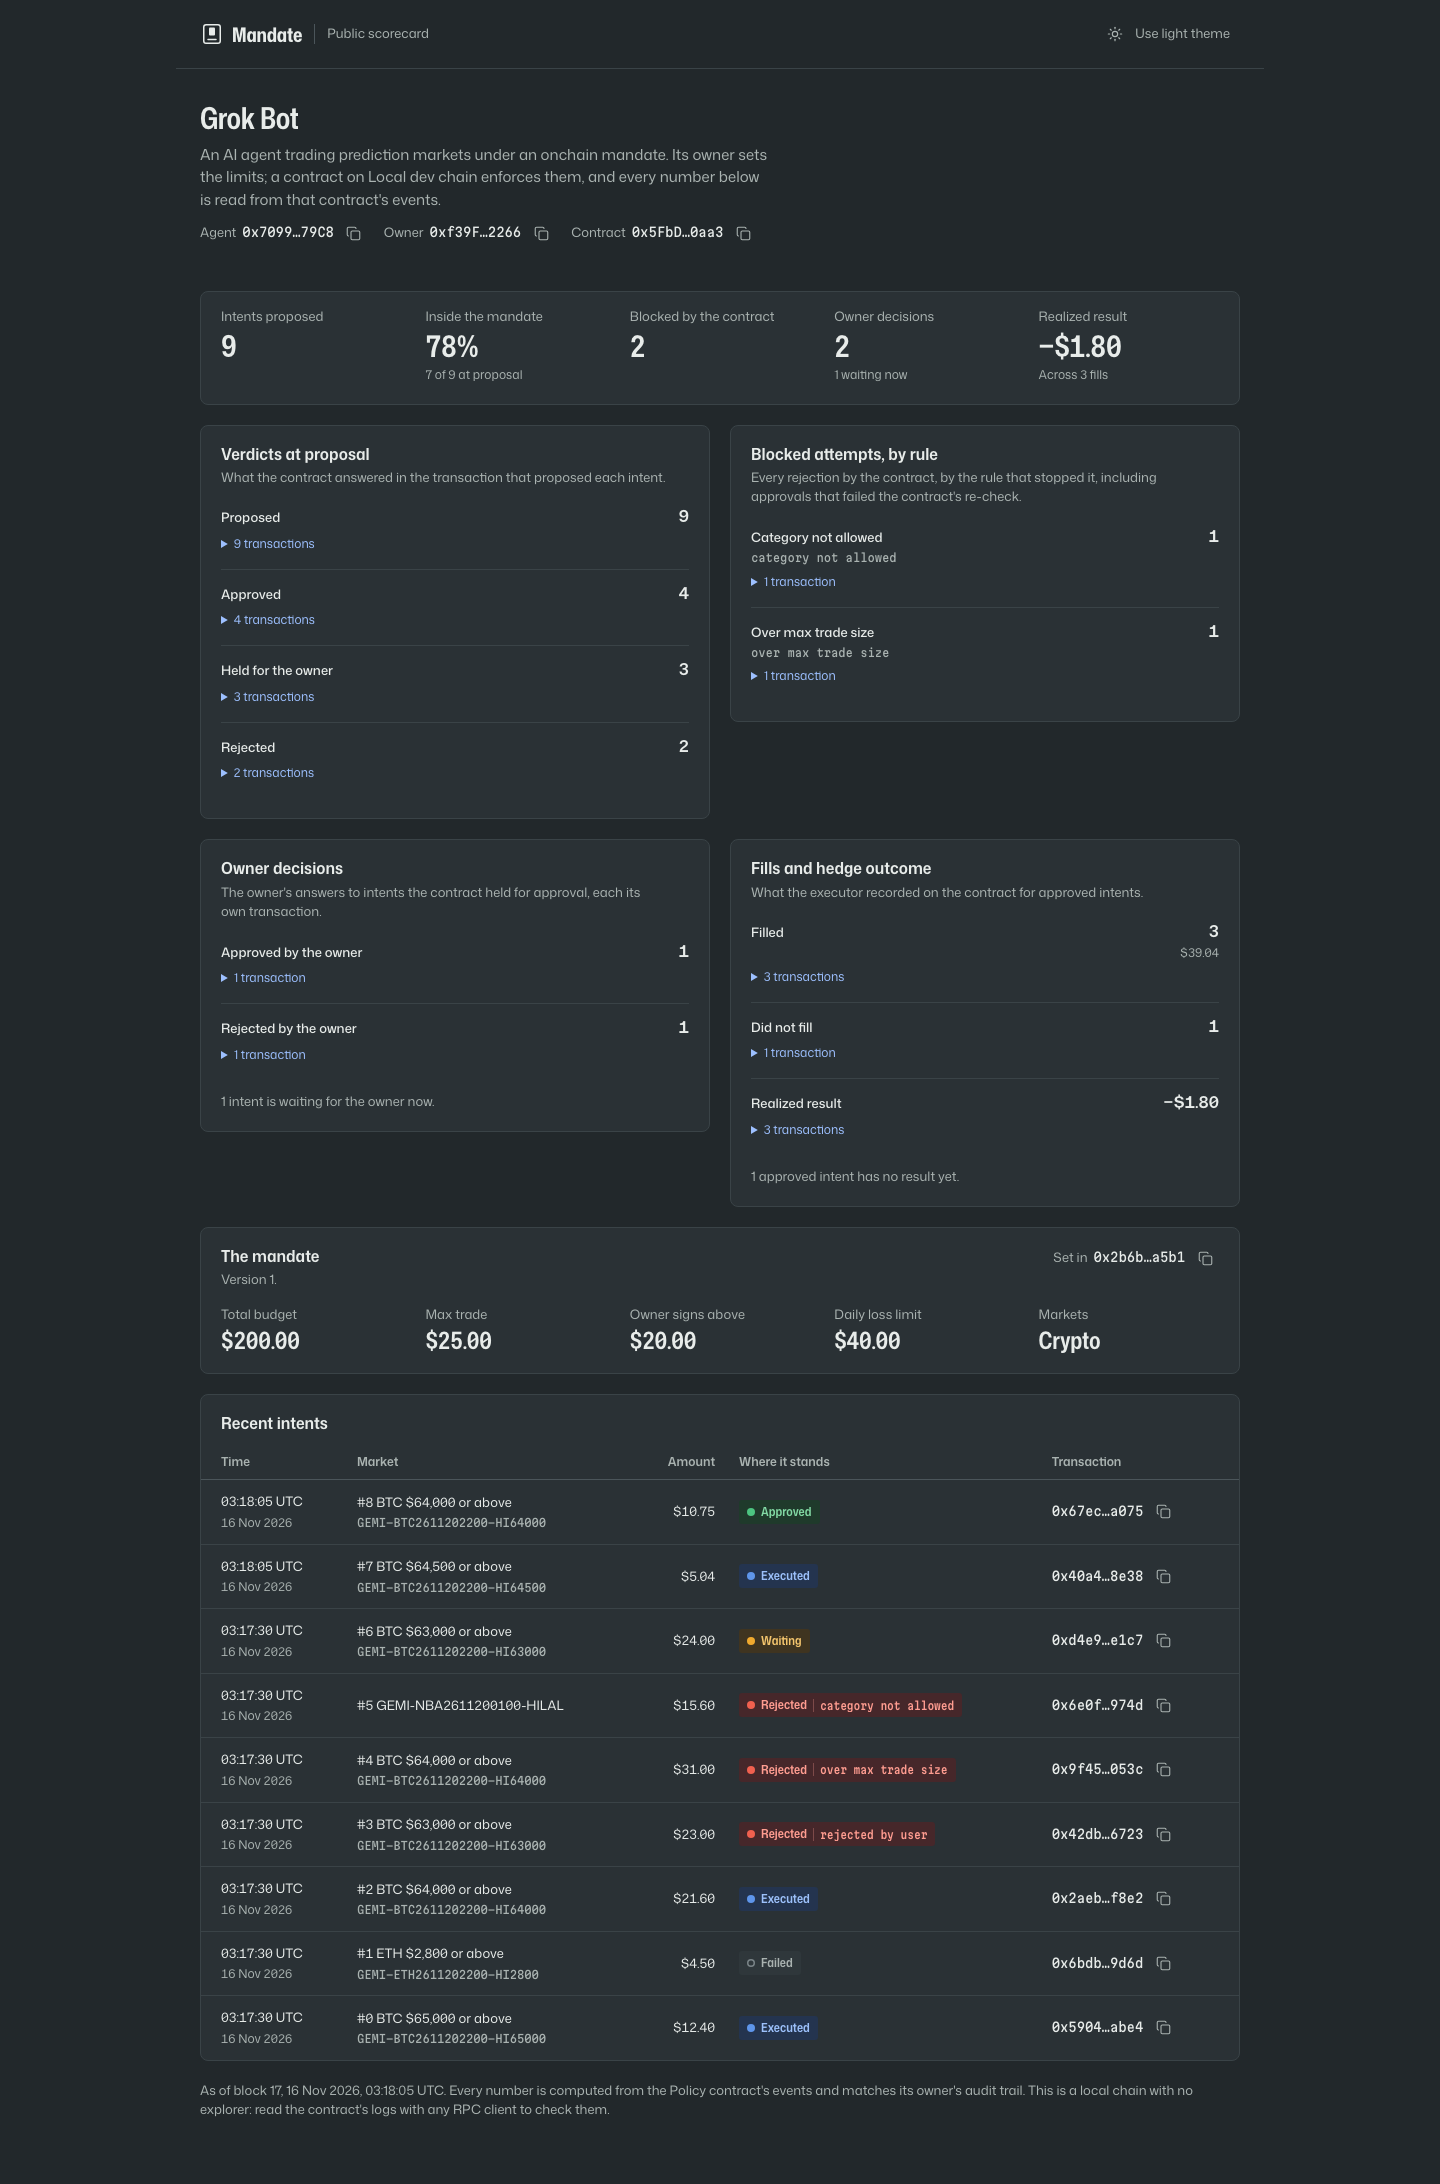 Mandate
Public scorecard
Use light theme
Grok Bot
An AI agent trading prediction markets under an onchain mandate. Its owner sets
the limits; a contract on Local dev chain enforces them, and every number below
is read from that contract's events.
Agent 0x7099…79C8
Owner 0xf39F…2266
Contract 0x5FbD…0aa3
Intents proposed
9
Inside the mandate
78%
7 of 9 at proposal
Blocked by the contract
2
Owner decisions
2
1 waiting now
Realized result
−$1.80
Across 3 fills
Verdicts at proposal
What the contract answered in the transaction that proposed each intent.
Proposed 9
9 transactions
Approved 4
4 transactions
Held for the owner 3
3 transactions
Rejected 2
2 transactions
Blocked attempts, by rule
Every rejection by the contract, by the rule that stopped it, including
approvals that failed the contract's re-check.
Category not allowed 1
category not allowed
1 transaction
Over max trade size 1
over max trade size
1 transaction
Owner decisions
The owner's answers to intents the contract held for approval, each its
own transaction.
Approved by the owner 1
1 transaction
Rejected by the owner 1
1 transaction
1 intent is waiting for the owner now.
Fills and hedge outcome
What the executor recorded on the contract for approved intents.
Filled 3
$39.04
3 transactions
Did not fill 1
1 transaction
Realized result −$1.80
3 transactions
1 approved intent has no result yet.
The mandate
Set in 0x2b6b…a5b1
Version 1.
Total budget
$200.00
Max trade
$25.00
Owner signs above
$20.00
Daily loss limit
$40.00
Markets
Crypto
Recent intents
Time Market Amount Where it stands Transaction
03:18:05 UTC #8 BTC $64,000 or above $10.75 Approved 0x67ec…a075
16 Nov 2026 GEMI-BTC2611202200-HI64000
03:18:05 UTC #7 BTC $64,500 or above $5.04 Executed 0x40a4…8e38
16 Nov 2026 GEMI-BTC2611202200-HI64500
03:17:30 UTC #6 BTC $63,000 or above $24.00 Waiting 0xd4e9…e1c7
16 Nov 2026 GEMI-BTC2611202200-HI63000
03:17:30 UTC #5 GEMI-NBA2611200100-HILAL $15.60 Rejected category not allowed 0x6e0f…974d
16 Nov 2026
03:17:30 UTC #4 BTC $64,000 or above $31.00 Rejected over max trade size 0x9f45…053c
16 Nov 2026 GEMI-BTC2611202200-HI64000
03:17:30 UTC #3 BTC $63,000 or above $23.00 Rejected rejected by user 0x42db…6723
16 Nov 2026 GEMI-BTC2611202200-HI63000
03:17:30 UTC #2 BTC $64,000 or above $21.60 Executed 0x2aeb…f8e2
16 Nov 2026 GEMI-BTC2611202200-HI64000
03:17:30 UTC #1 ETH $2,800 or above $4.50 Failed 0x6bdb…9d6d
16 Nov 2026 GEMI-ETH2611202200-HI2800
03:17:30 UTC #0 BTC $65,000 or above $12.40 Executed 0x5904…abe4
16 Nov 2026 GEMI-BTC2611202200-HI65000
As of block 17, 16 Nov 2026, 03:18:05 UTC. Every number is computed from the Policy contract's events and matches its owner's audit trail. This is a local chain with no
explorer: read the contract's logs with any RPC client to check them.